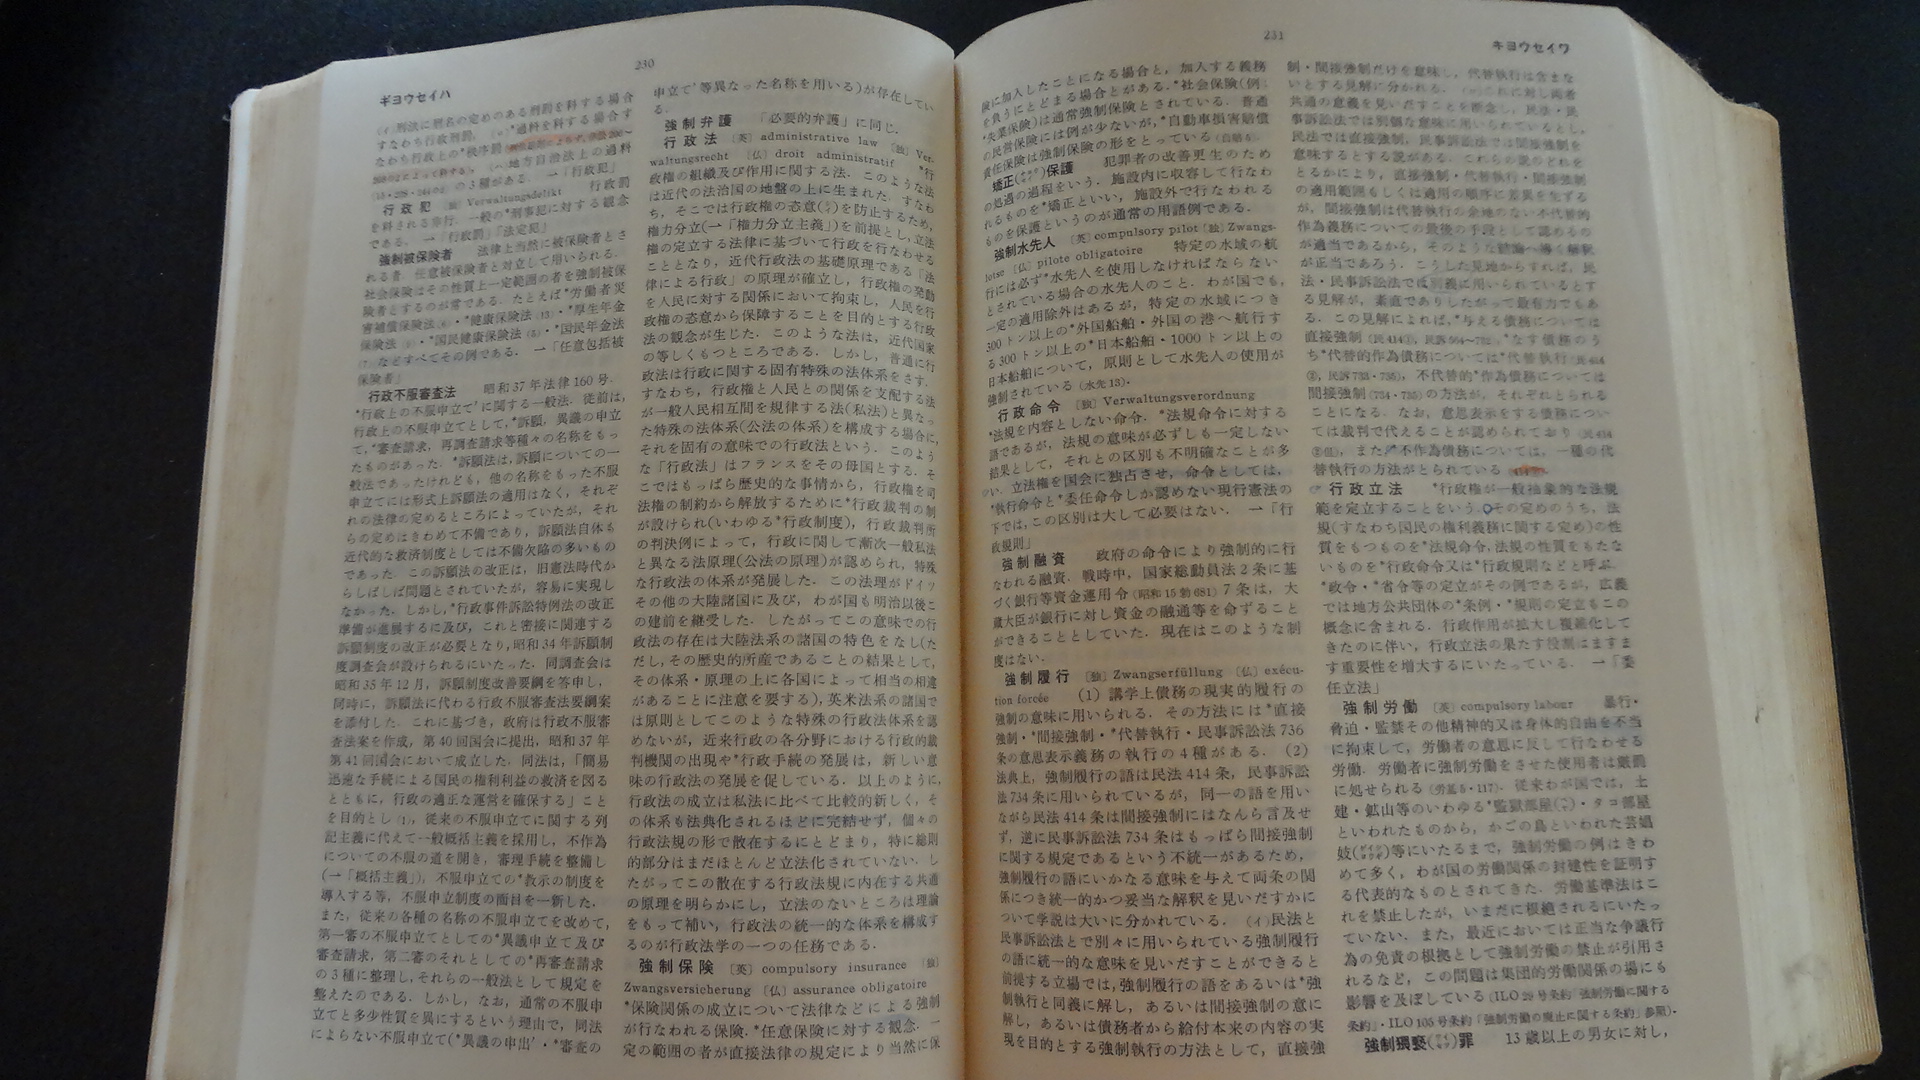 230
ギヨウセイハ
(イ)刑法に刑名の定めのある刑罰を科する場合
すなわち行政刑罰,
過料を科する場合す
なわち行政上の*秩序罰
地方自治法上の過料
の3種がある. →「行政犯」
行政犯 〔独〕Verwaltungsdelikt 行政罰
を科される非行. 一般の*刑事犯に対する観念
である. →「行政罰」「法定犯」
強制被保険者 法律上当然に被保険者とさ
れる者. 任意被保険者と対立して用いられる.
社会保険はその性質上一定範囲の者を強制被保
険者とするのが常である. たとえば*労働者災
害補償保険法(6)・*健康保険法(13)・*厚生年金
保険法・*国民健康保険法(5)・*国民年金法
(7)などすべてその例である. →「任意包括被
保険者」
行政不服審査法 昭和37年法律160号.
*行政上の不服申立て*に関する一般法. 従前は,
行政上の不服申立てとして, *訴願, 異議の申立
て, *審査請求, 再調査請求等種々の名称をもっ
たものがあった. *訴願法は, 訴願についての一
般法であったけれども, 他の名称をもった不服
申立てには形式上訴願法の適用はなく, それぞ
れの法律の定めるところによっていたが, それ
らの定めはきわめて不備であり, 訴願法自体も
近代的な救済制度としては不備欠陥の多いもの
であった. この訴願法の改正は, 旧憲法時代か
らしばしば問題とされていたが, 容易に実現し
なかった. しかし, *行政事件訴訟特例法の改正
準備が進展するに及び, これと密接に関連する
訴願制度の改正が必要となり, 昭和34年訴願制
度調査会が設けられるにいたった. 同調査会は
昭和35年12月, 訴願制度改善要綱を答申し,
同時に, 訴願法に代わる行政不服審査法要綱案
を添付した. これに基づき, 政府は行政不服審
査法案を作成, 第40回国会に提出, 昭和37年
第41回国会において成立した. 同法は, 「簡易
迅速な手続による国民の権利利益の救済を図る
とともに, 行政の適正な運営を確保する」こと
を目的とし(1), 従来の不服申立てに関する列
記主義に代えて一般概括主義を採用し, 不作為
についての不服の道を開き, 審理手続を整備し
(→「概括主義」), 不服申立ての*教示の制度を
導入する等, 不服申立制度の面目を一新した.
また, 従来の各種の名称の不服申立てを改めて,
第一審の不服申立てとしての*異議申立て及び
審査請求, 第二審のそれとしての*再審査請求
の3種に整理し, それらの一般法として規定を
整えたのである. しかし, なお, 通常の不服申
立てと多少性質を異にするという理由で, 同法
によらない不服申立て(*異議の申出*・*審査の
申立て*等異なった名称を用いる)が存在してい
る.
強制弁護 「必要的弁護」に同じ.
行政法 〔英〕administrative law 〔独〕Ver-
waltungsrecht 〔仏〕droit administratif *行
政権の組織及び作用に関する法. このような法
は近代の法治国の地盤の上に生まれた. すなわ
ち, そこでは行政権の恣意(しい)を防止するため,
権力分立(→「権力分立主義」)を前提とし, 立法
権の定立する法律に基づいて行政を行なわせる
こととなり, 近代行政法の基礎原理である『法
律による行政』の原理が確立し, 行政権の発動
を人民に対する関係において拘束し, 人民を行
政権の恣意から保障することを目的とする行政
法の観念が生じた. このような法は, 近代国家
の等しくもつところである. しかし, 普通に行
政法は行政に関する固有特殊の法体系をさす.
すなわち, 行政権と人民との関係を支配する法
が一般人民相互間を規律する法(私法)と異なっ
た特殊の法体系(公法の体系)を構成する場合に,
それを固有の意味での行政法という. このよう
な「行政法」はフランスをその母国とする. そ
こではもっぱら歴史的な事情から, 行政権を司
法権の制約から解放するために*行政裁判の制
が設けられ(いわゆる*行政制度), 行政裁判所
の判決例によって, 行政に関して漸次一般私法
と異なる法原理(公法の原理)が認められ, 特殊
な行政法の体系が発展した. この法理がドイツ
その他の大陸諸国に及び, わが国も明治以後こ
の建前を継受した. したがってこの意味での行
政法の存在は大陸法系の諸国の特色をなし(た
だし, その歴史的所産であることの結果として,
その体系・原理の上に各国によって相当の相違
があることに注意を要する), 英米法系の諸国で
は原則としてこのような特殊の行政法体系を認
めないが, 近来行政の各分野における行政的裁
判機関の出現や*行政手続の発展は, 新しい意
味の行政法の発展を促している. 以上のように,
行政法の成立は私法に比べて比較的新しく, そ
の体系も法典化されるほどに完結せず, 個々の
行政法規の形で散在するにとどまり, 特に総則
的部分はまだほとんど立法化されていない. し
たがってこの散在する行政法規に内在する共通
の原理を明らかにし, 立法のないところは理論
をもって補い, 行政法の統一的な体系を構成す
るのが行政法学の一つの任務である.
強制保険 〔英〕compulsory insurance 〔独〕
Zwangsversicherung 〔仏〕assurance obligatoire
*保険関係の成立について法律などによる強制
が行なわれる保険. *任意保険に対する観念. 一
定の範囲の者が直接法律の規定により当然に保
231
キヨウセイワ
険に加入したことになる場合と, 加入する義務
を負うにとどまる場合とがある. *社会保険(例:
*失業保険)は通常強制保険とされている. 普通
の民営保険には例が少ないが, *自動車損害賠償
責任保険は強制保険の形をとっている(自賠5).
矯正保護 犯罪者の改善更生のため
の処遇の過程をいう. 施設内に収容して行なわ
れるものを*矯正といい, 施設外で行なわれる
ものを保護というのが通常の用語例である.
強制水先人 〔英〕compulsory pilot 〔独〕Zwangs-
lotse 〔仏〕pilote obligatoire 特定の水域の航
行には必ず*水先人を使用しなければならない
とされている場合の水先人のこと. わが国でも,
一定の適用除外はあるが, 特定の水域につき
300トン以上の*外国船舶・外国の港へ航行す
る300トン以上の*日本船舶・1000トン以上の
日本船舶について, 原則として水先人の使用が
強制されている(水先13).
行政命令 〔独〕Verwaltungsverordnung
*法規を内容としない命令. *法規命令に対する
語であるが, 法規の意味が必ずしも一定しない
結果として, それとの区別も不明確なことが多
い. 立法権を国会に独占させ, 命令としては,
*執行命令と*委任命令しか認めない現行憲法の
下では, この区別は大して必要はない. →「行
政規則」
強制融資 政府の命令により強制的に行
なわれる融資. 戦時中, 国家総動員法2条に基
づく銀行等資金運用令(昭和15勅681)7条は, 大
蔵大臣が銀行に対し資金の融通等を命ずること
ができることとしていた. 現在はこのような制
度はない.
強制履行 〔独〕Zwangserfüllung 〔仏〕exécu-
tion forcée (1) 講学上債務の現実的履行の
強制の意味に用いられる. その方法には*直接
強制・*間接強制・*代替執行・民事訴訟法736
条の意思表示義務の執行の4種がある. (2)
法典上, 強制履行の語は民法414条, 民事訴訟
法734条に用いられているが, 同一の語を用い
ながら民法414条は間接強制にはなんら言及せ
ず, 逆に民事訴訟法734条はもっぱら間接強制
に関する規定であるという不統一があるため,
強制履行の語にいかなる意味を与えて両条の関
係につき統一的かつ妥当な解釈を見いだすかに
ついて学説は大いに分かれている. (イ)民法と
民事訴訟法とで別々に用いられている強制履行
の語に統一的な意味を見いだすことができると
前提する立場では, 強制履行の語をあるいは*強
制執行と同義に解し, あるいは間接強制の意に
解し, あるいは債務者から給付本来の内容の実
現を目的とする強制執行の方法として, 直接強
制・間接強制だけを意味し, 代替執行は含まな
いとする見解に分かれる. これに対し両者
共通の意義を見いだすことを断念し, 民法・民
事訴訟法では別個な意味に用いられているとし,
民法では直接強制, 民事訴訟法では間接強制を
意味するとする説がある. これらの説のどれを
とるかにより, 直接強制・代替執行・間接強制
の適用範囲もしくは適用の順序に差異を生ずる
が, 間接強制は代替執行の余地のない不代替的
作為義務についての最後の手段として認めるの
が適当であるから, そのような結論へ導く解釈
が正当であろう. こうした見地からすれば, 民
法・民事訴訟法では別義に用いられているとす
る見解が, 素直でありしたがって最有力でもあ
る. この見解によれば, *与える債務については
直接強制(民414①, 民訴564~732), *なす債務のう
ち*代替的作為債務については*代替執行(民414
②, 民訴733・735), 不代替的*作為債務については
間接強制(734・735)の方法が, それぞれとられる
ことになる. なお, 意思表示をする債務につい
ては裁判で代えることが認められており(民414
②但), また*不作為債務については, 一種の代
替執行の方法がとられている
行政立法 *行政権が一般抽象的な法規
範を定立することをいう. その定めのうち, 法
規(すなわち国民の権利義務に関する定め)の性
質をもつものを*法規命令, 法規の性質をもたな
いものを*行政命令又は*行政規則などと呼ぶ.
*政令・*省令等の定立がその例であるが, 広義
では地方公共団体の*条例・*規則の定立もこの
概念に含まれる. 行政作用が拡大し複雑化して
きたのに伴い, 行政立法の果たす役割はますま
す重要性を増大するにいたっている. →「委
任立法」
強制労働 〔英〕compulsory labour 暴行・
脅迫・監禁その他精神的又は身体的自由を不当
に拘束して, 労働者の意思に反して行なわせる
労働. 労働者に強制労働をさせた使用者は厳罰
に処せられる(労基5・117). 従来わが国では, 土
建・鉱山等のいわゆる*監獄部屋・タコ部屋
といわれたものから, かごの鳥といわれた芸娼
妓等にいたるまで, 強制労働の例はきわ
めて多く, わが国の労働関係の封建性を証明す
る代表的なものとされてきた. 労働基準法はこ
れを禁止したが, いまだに根絶されるにいたっ
ていない. また, 最近においては正当な争議行
為の免責の根拠として強制労働の禁止が引用さ
れるなど, この問題は集団的労働関係の場にも
影響を及ぼしている(ILO 29号条約「強制労働に関する
条約」・ILO 105号条約「強制労働の廃止に関する条約」参照).
強制猥褻罪 13歳以上の男女に対し,